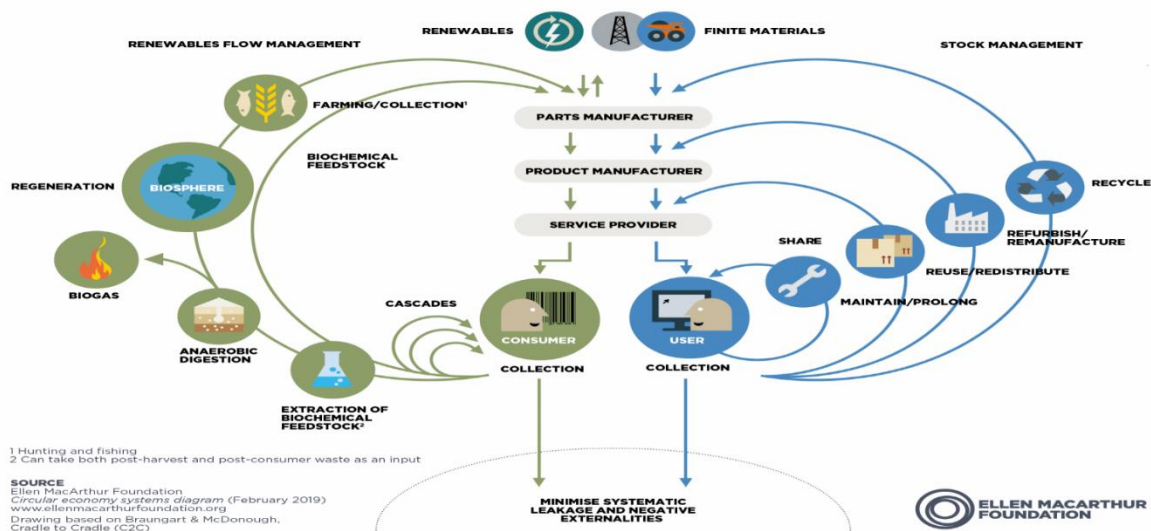 RENEWABLES
FINITE MATERIALS
RENEWABLES FLOW MANAGEMENT
STOCK MANAGEMENT
FARMING/COLLECTION¹
PARTS MANUFACTURER
BIOCHEMICAL
FEEDSTOCK
PRODUCT MANUFACTURER
REGENERATION
BIOSPHERE
RECYCLE
SERVICE PROVIDER
SHARE
REFURBISH/
REMANUFACTURE
REUSE/REDISTRIBUTE
BIOGAS
CASCADES
MAINTAIN/PROLONG
CONSUMER
USER
ANAEROBIC
DIGESTION
COLLECTION
COLLECTION
EXTRACTION OF
BIOCHEMICAL
FEEDSTOCK²
1 Hunting and fishing
2 Can take both post-harvest and post-consumer waste as an input
SOURCE
Ellen MacArthur Foundation
Circular economy systems diagram (February 2019)
www.ellenmacarthurfoundation.org
Drawing based on Braungart & McDonough,
Cradle to Cradle (C2C)
MINIMISE SYSTEMATIC
LEAKAGE AND NEGATIVE
EXTERNALITIES
ELLEN MACARTHUR
FOUNDATION